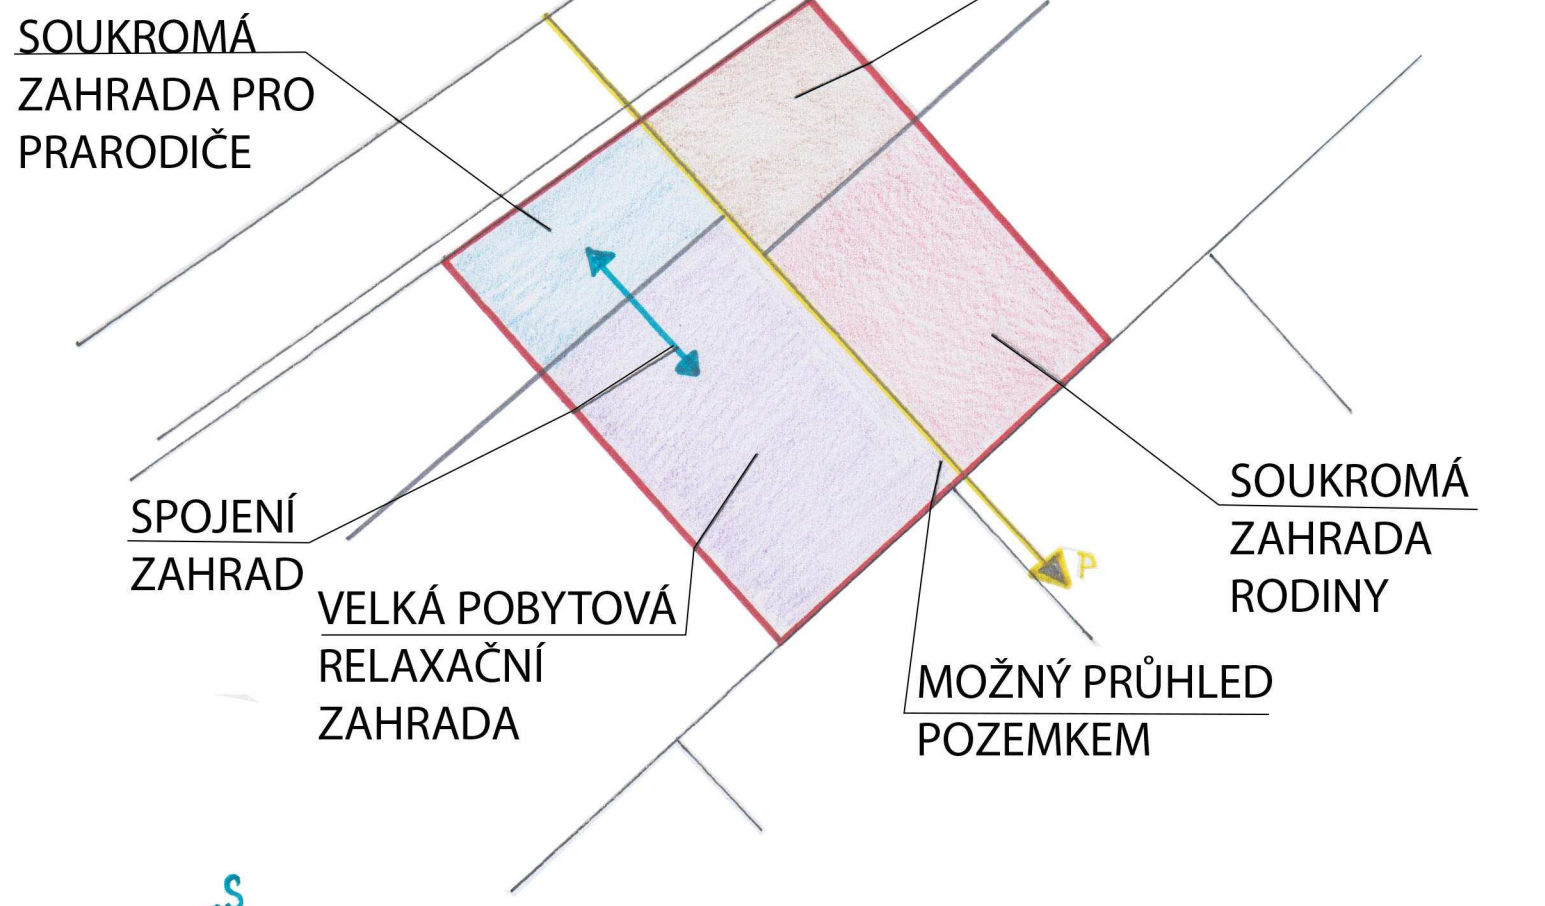 SOUKROMÁ
ZAHRADA PRO
PRARODIČE
SPOJENÍ
ZAHRAD
VELKÁ POBYTOVÁ
RELAXAČNÍ
ZAHRADA
MOŽNÝ PRŮHLED
POZEMKEM
SOUKROMÁ
ZAHRADA
RODINY
P
S